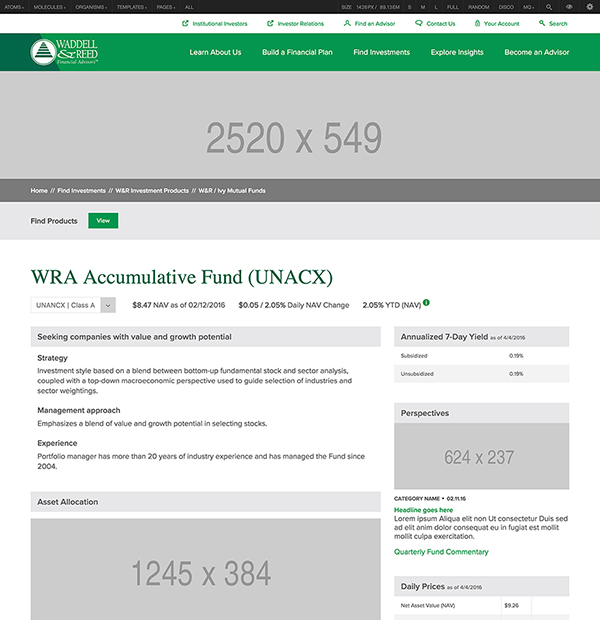 ATOMS MOLECULES ORGANISMS TEMPLATES PAGES ALL SIZE 1426PX / 89.13EM S M L FULL RANDOM DISCO MQ
Institutional Investors Investor Relations Find an Advisor Contact Us Your Account Search
WADDELL
& REED
Financial Advisors
Learn About Us Build a Financial Plan Find Investments Explore Insights Become an Advisor
2520 x 549
Home // Find Investments // W&R Investment Products // W&R / Ivy Mutual Funds
Find Products View
WRA Accumulative Fund (UNACX)
UNANCX | Class A $8.47 NAV as of 02/12/2016 $0.05 / 2.05% Daily NAV Change 2.05% YTD (NAV)
Seeking companies with value and growth potential
Strategy
Investment style based on a blend between bottom-up fundamental stock and sector analysis,
coupled with a top-down macroeconomic perspective used to guide selection of industries and
sector weightings.
Management approach
Emphasizes a blend of value and growth potential in selecting stocks.
Experience
Portfolio manager has more than 20 years of industry experience and has managed the Fund since
2004.
Asset Allocation
1245 x 384
Annualized 7-Day Yield as of 4/4/2016
Subsidized 0.19%
Unsubsidized 0.19%
Perspectives
624 x 237
CATEGORY NAME • 02.11.16
Headline goes here
Lorem ipsum Aliqua elit non Ut consectetur Duis sed
ad elit anim dolor consequat eu in fugiat est mollit
mollit culpa exercitation.
Quarterly Fund Commentary
Daily Prices as of 4/4/2016
Net Asset Value (NAV) $9.26